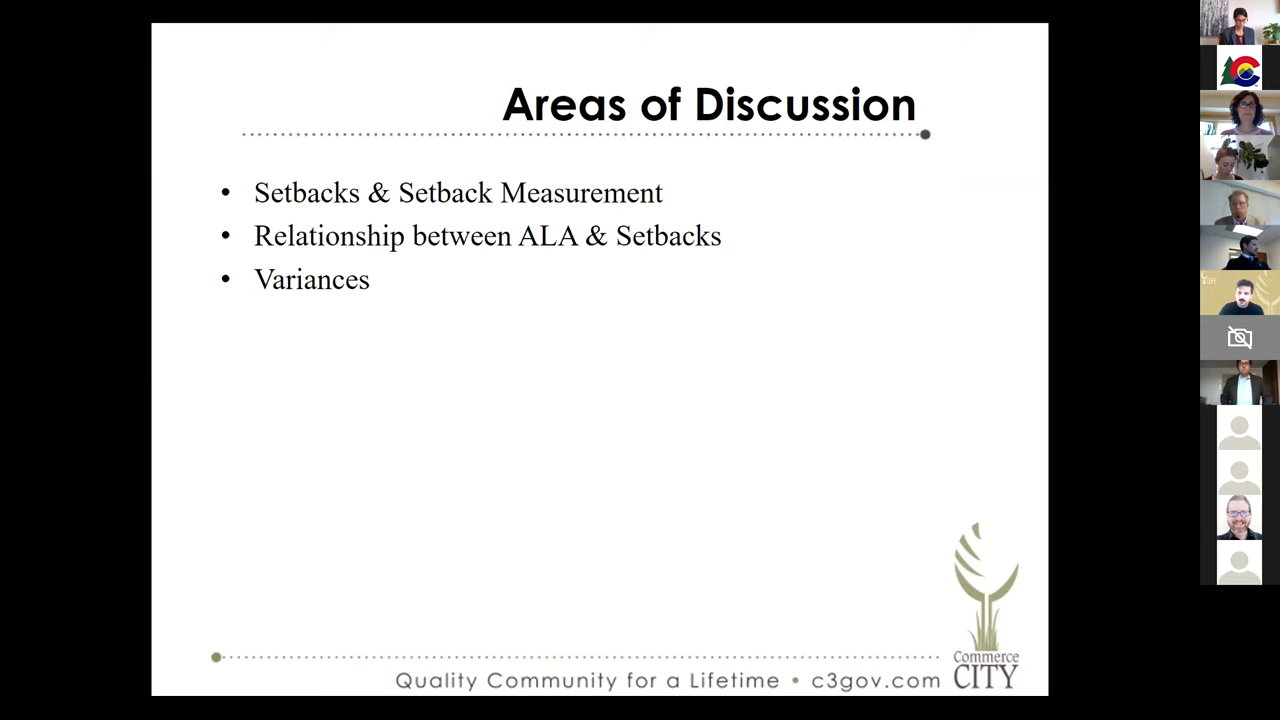 Areas of Discussion
• Setbacks & Setback Measurement
• Relationship between ALA & Setbacks
• Variances
Commerce
CITY
Quality Community for a Lifetime • c3gov.com